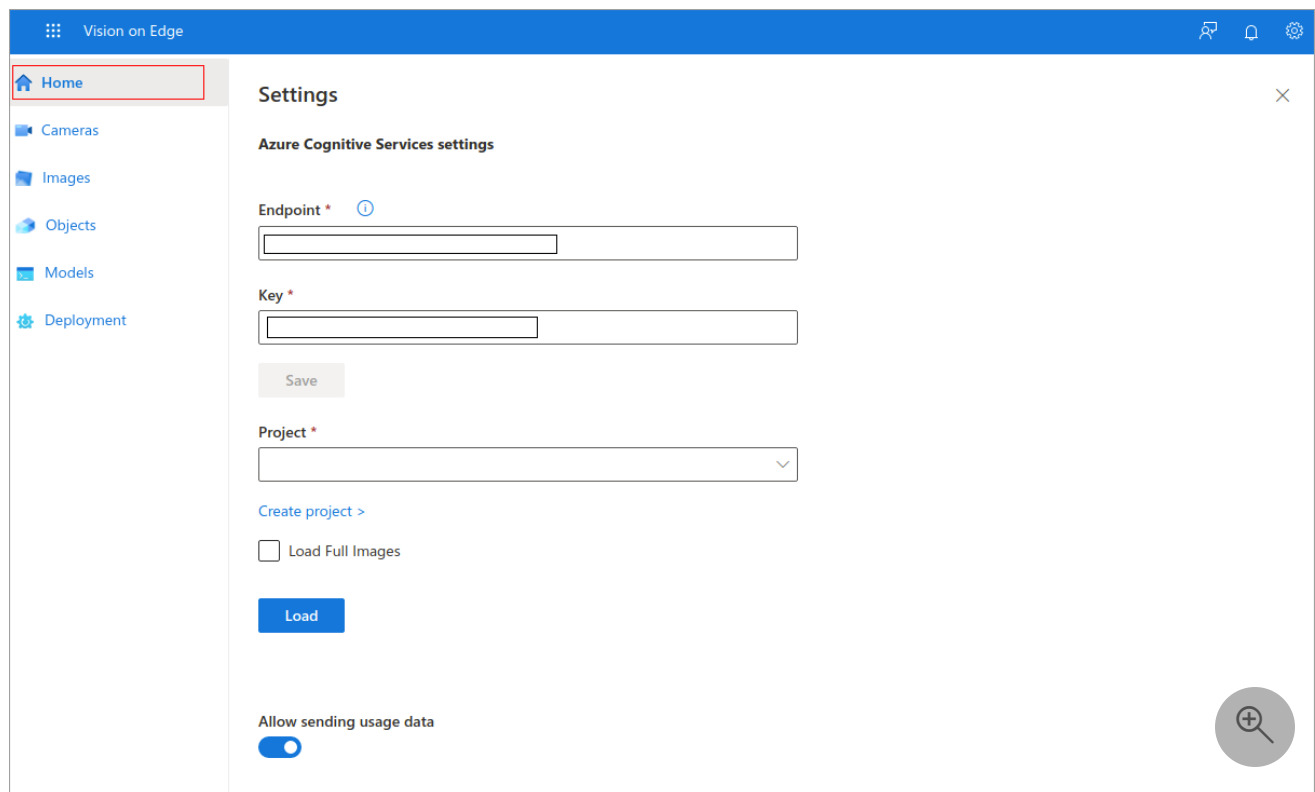 Vision on Edge
Home
Cameras
Images
Objects
Models
Deployment
Settings
Azure Cognitive Services settings
Endpoint *
Key *
Save
Project *
Create project >
Load Full Images
Load
Allow sending usage data